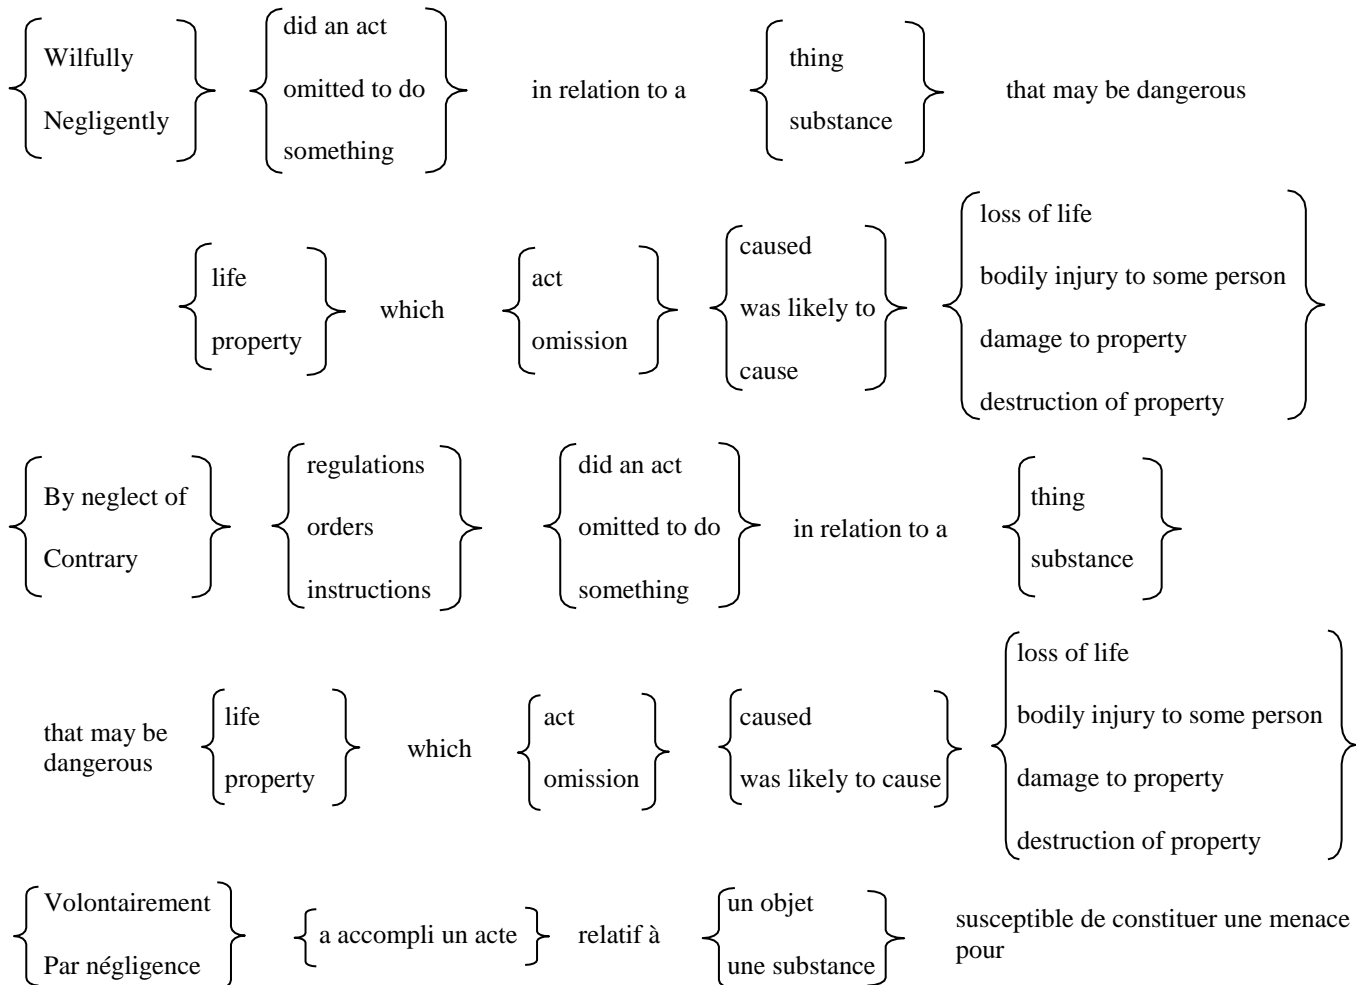 Wilfully
Negligently
did an act
omitted to do
something
in relation to a
thing
substance
that may be dangerous
life
property
which
act
omission
caused
was likely to
cause
loss of life
bodily injury to some person
damage to property
destruction of property
By neglect of
Contrary
regulations
orders
instructions
did an act
omitted to do
something
in relation to a
thing
substance
that may be
dangerous
life
property
which
act
omission
caused
was likely to cause
loss of life
bodily injury to some person
damage to property
destruction of property
Volontairement
Par négligence
a accompli un acte
relatif à
un objet
une substance
susceptible de constituer une menace
pour